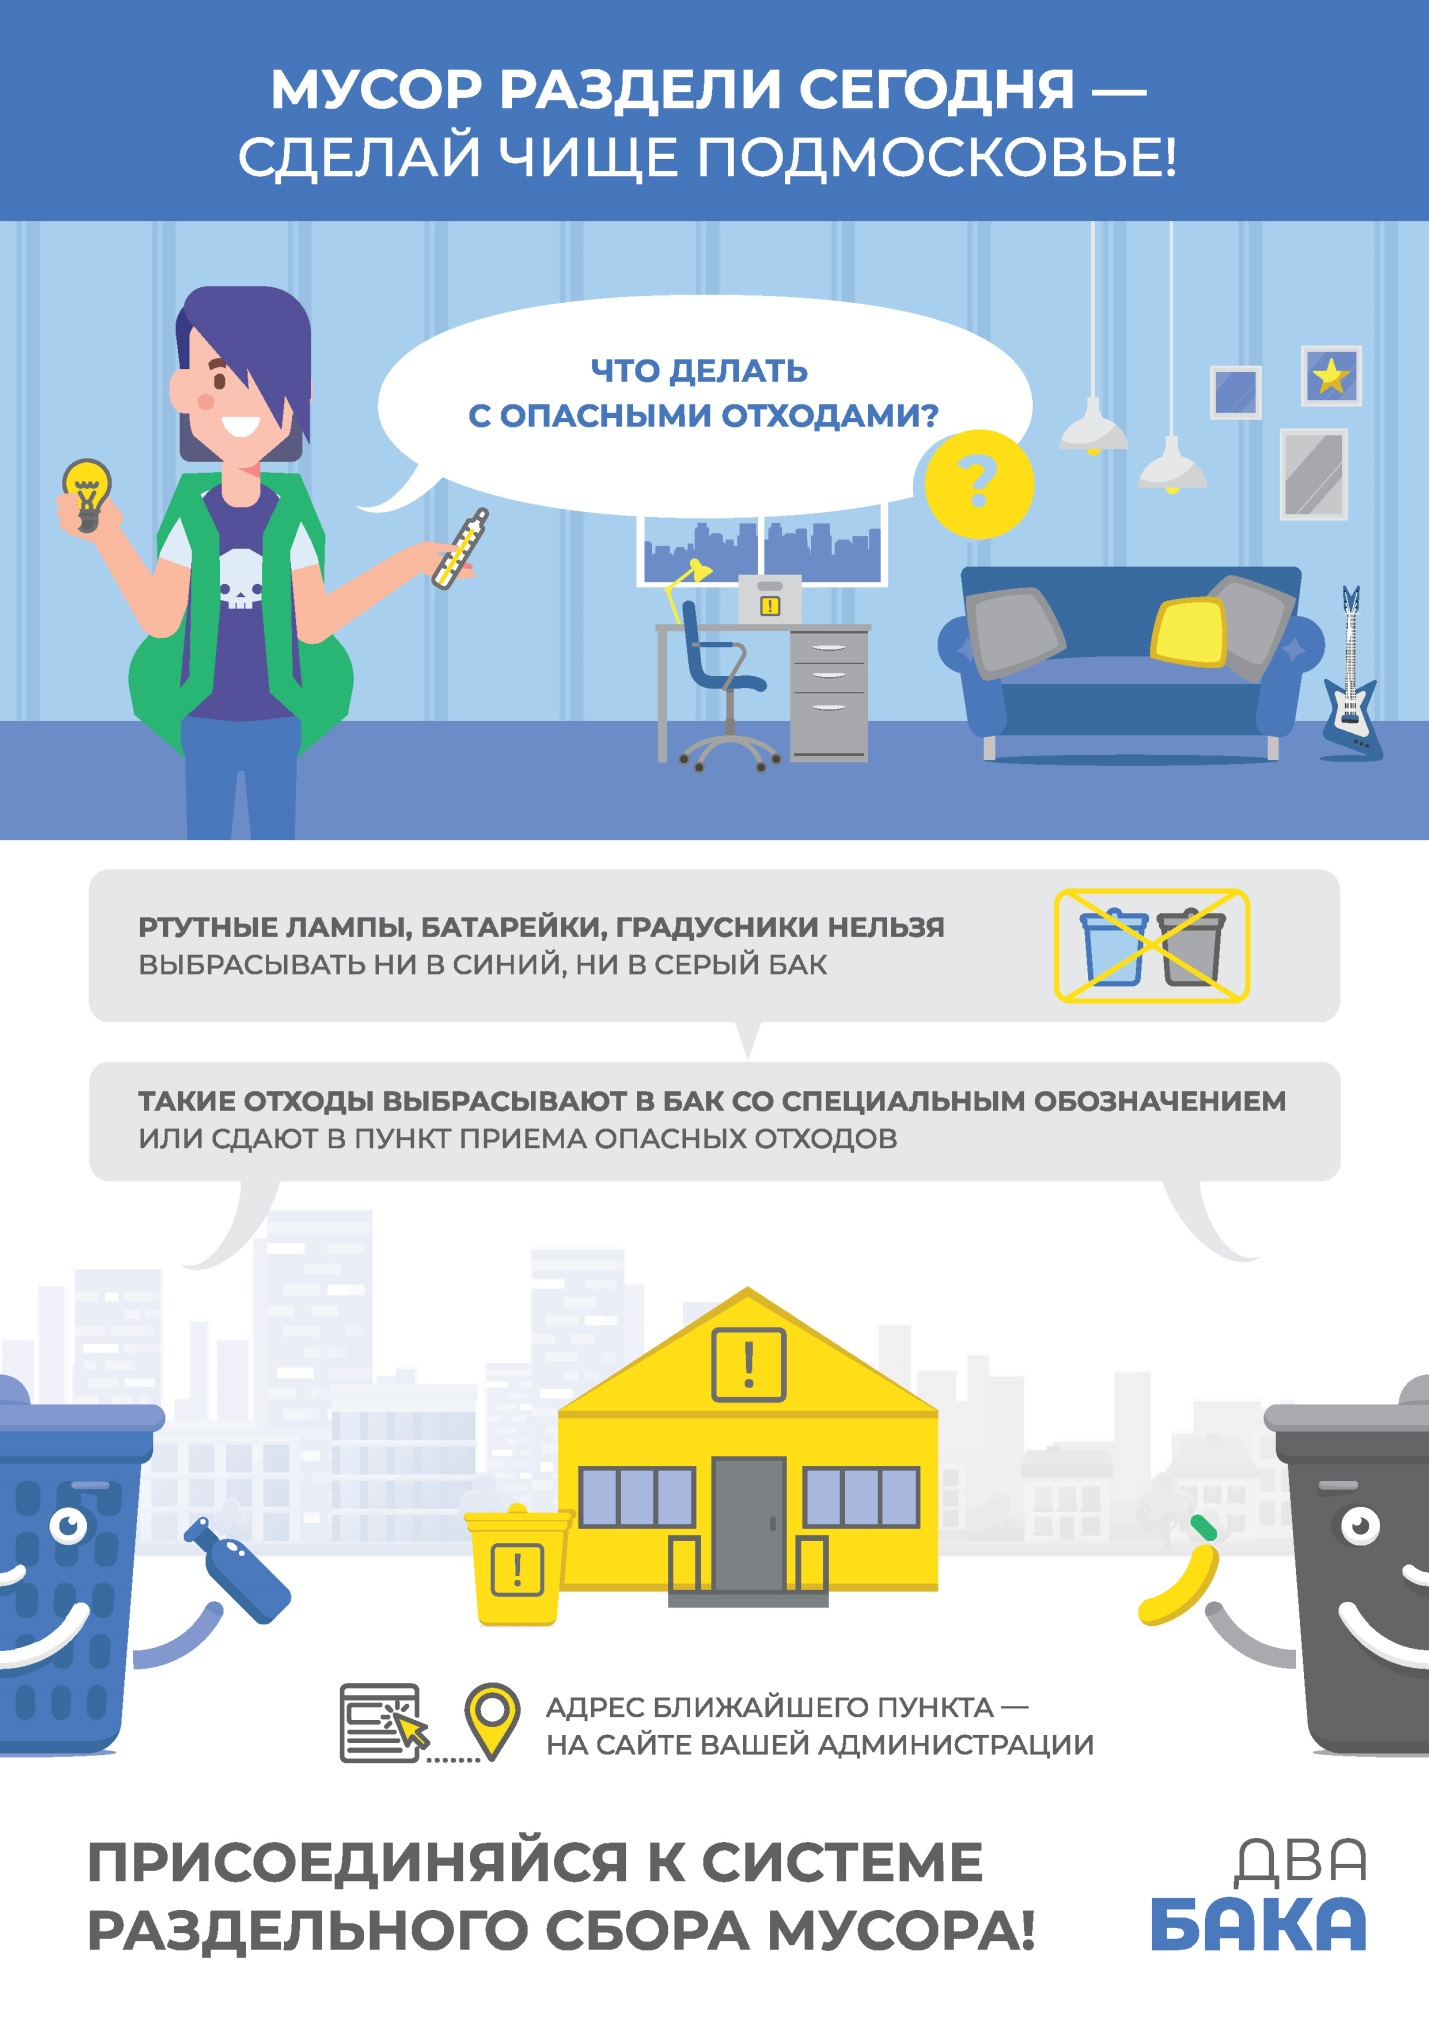 МУСОР РАЗДЕЛИ СЕГОДНЯ —
СДЕЛАЙ ЧИЩЕ ПОДМОСКОВЬЕ!
ЧТО ДЕЛАТЬ
С ОПАСНЫМИ ОТХОДАМИ?
?
!
РТУТНЫЕ ЛАМПЫ, БАТАРЕЙКИ, ГРАДУСНИКИ НЕЛЬЗЯ
ВЫБРАСЫВАТЬ НИ В СИНИЙ, НИ В СЕРЫЙ БАК
ТАКИЕ ОТХОДЫ ВЫБРАСЫВАЮТ В БАК СО СПЕЦИАЛЬНЫМ ОБОЗНАЧЕНИЕМ
ИЛИ СДАЮТ В ПУНКТ ПРИЕМА ОПАСНЫХ ОТХОДОВ
!
!
АДРЕС БЛИЖАЙШЕГО ПУНКТА —
НА САЙТЕ ВАШЕЙ АДМИНИСТРАЦИИ
ПРИСОЕДИНЯЙСЯ К СИСТЕМЕ
РАЗДЕЛЬНОГО СБОРА МУСОРА!
ДВА
БАКА